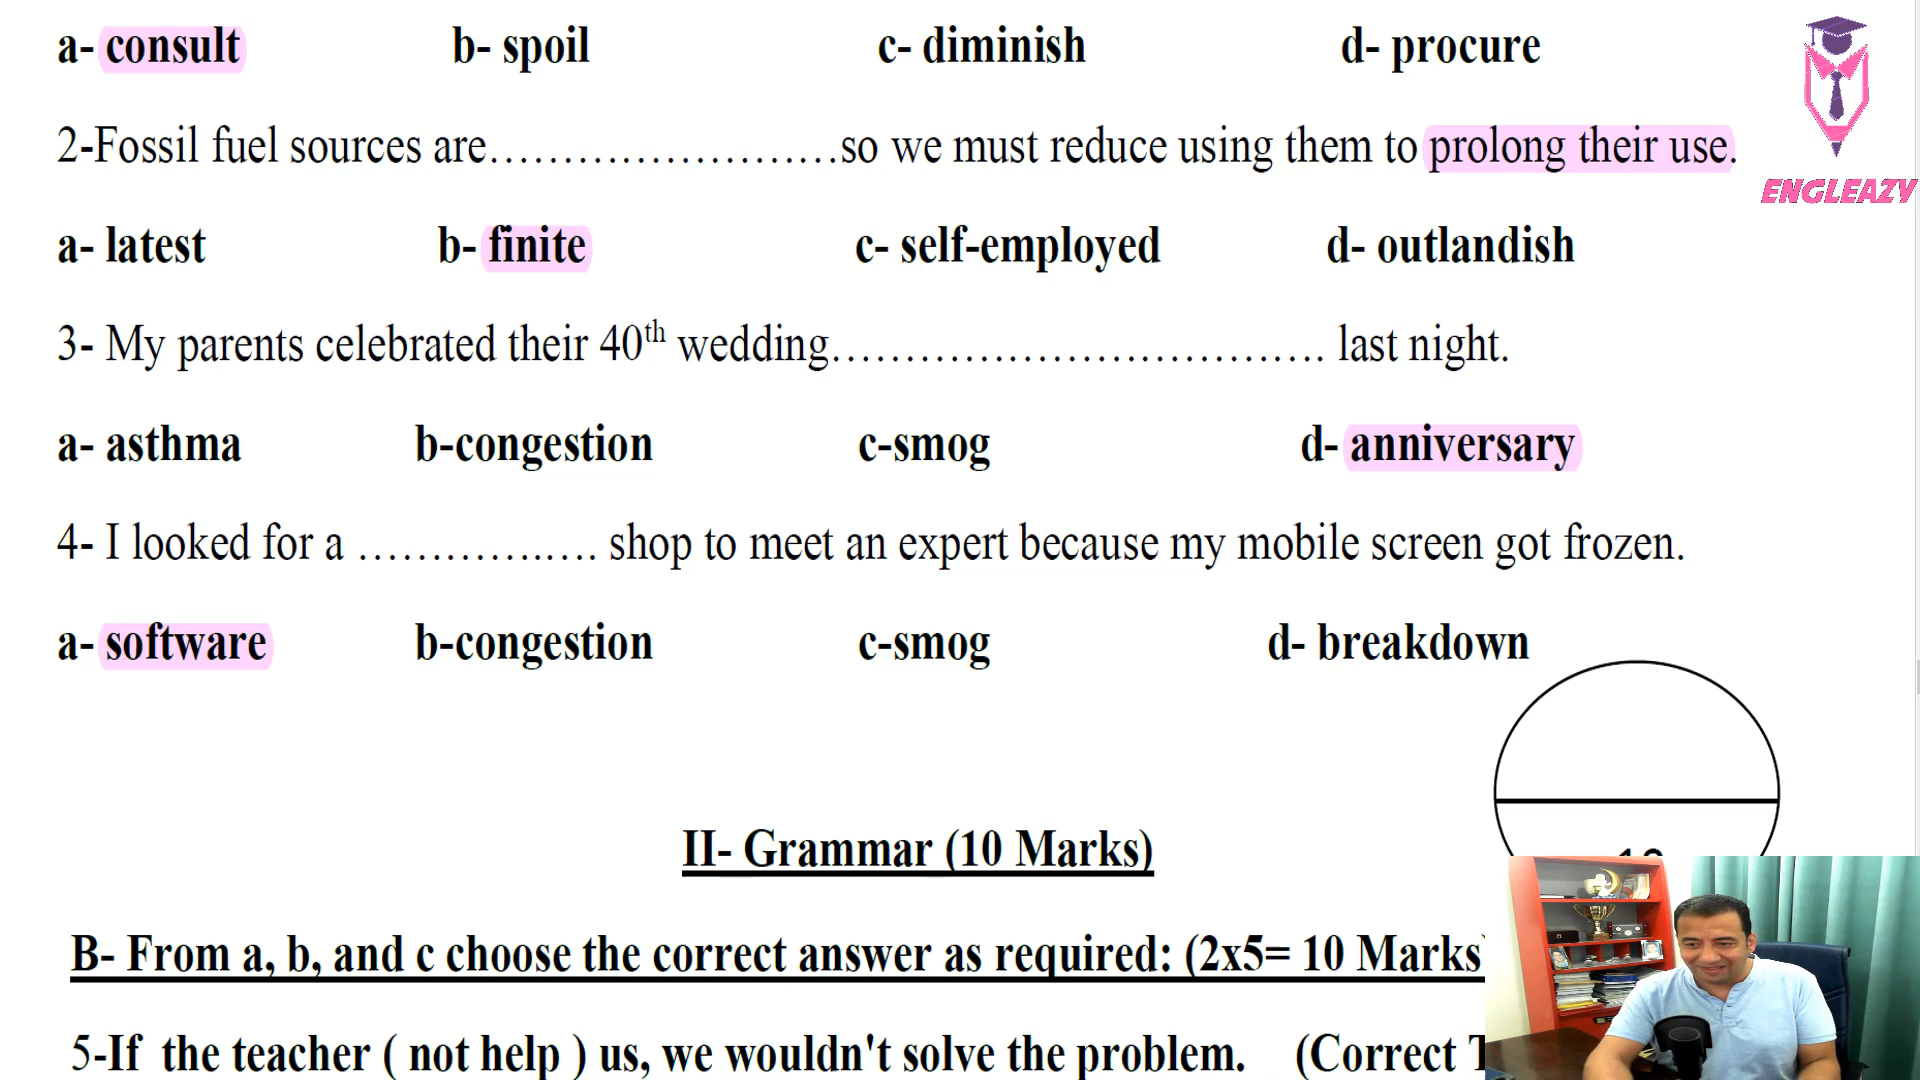 a- consult b- spoil c- diminish d- procure
2-Fossil fuel sources are……………………so we must reduce using them to prolong their use.
ENGLEAZY
a- latest b- finite c- self-employed d- outlandish
3- My parents celebrated their 40th wedding……………………………. last night.
a- asthma b-congestion c-smog d- anniversary
4- I looked for a ………….…. shop to meet an expert because my mobile screen got frozen.
a- software b-congestion c-smog d- breakdown
II- Grammar (10 Marks)
B- From a, b, and c choose the correct answer as required: (2x5= 10 Marks)
5-If the teacher ( not help ) us, we wouldn't solve the problem. (Correct